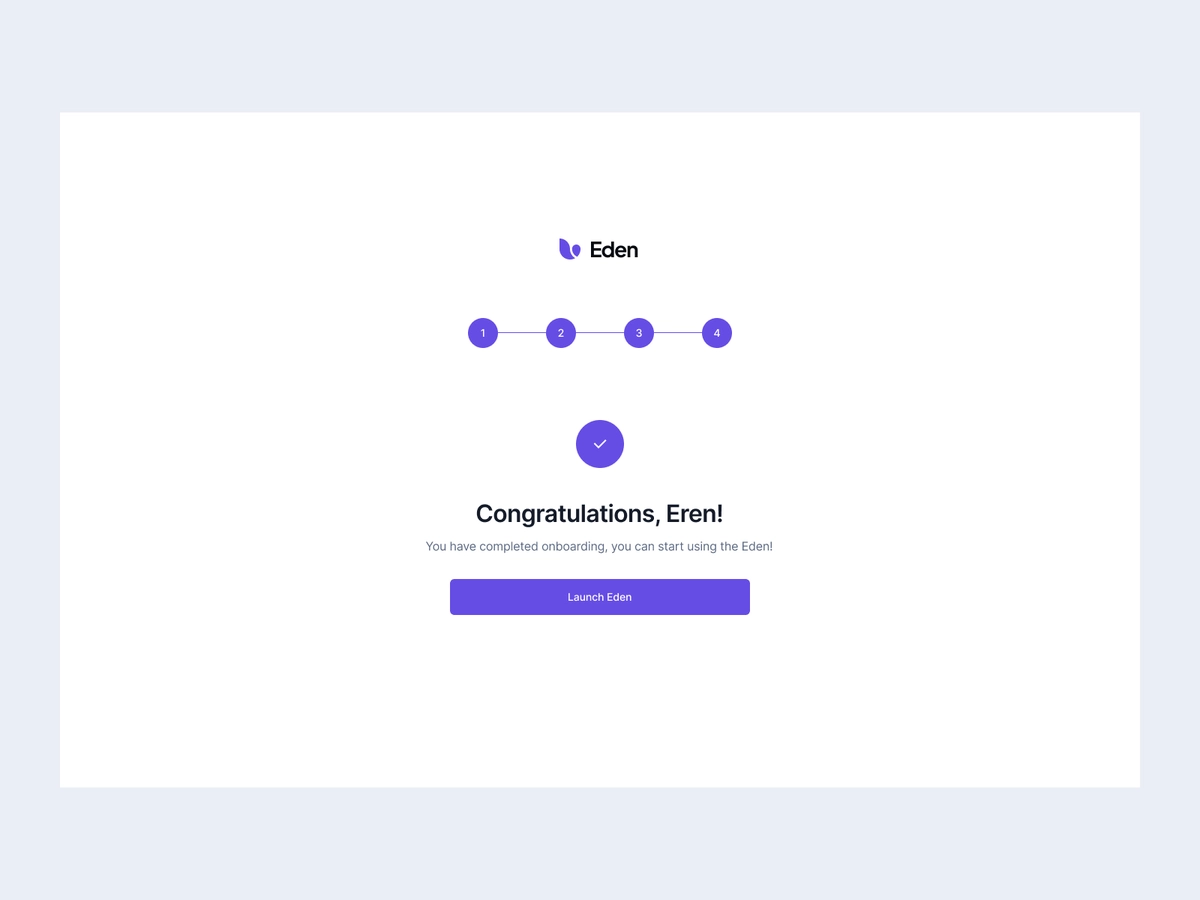 Eden
1 2 3 4
Congratulations, Eren!
You have completed onboarding, you can start using the Eden!
Launch Eden